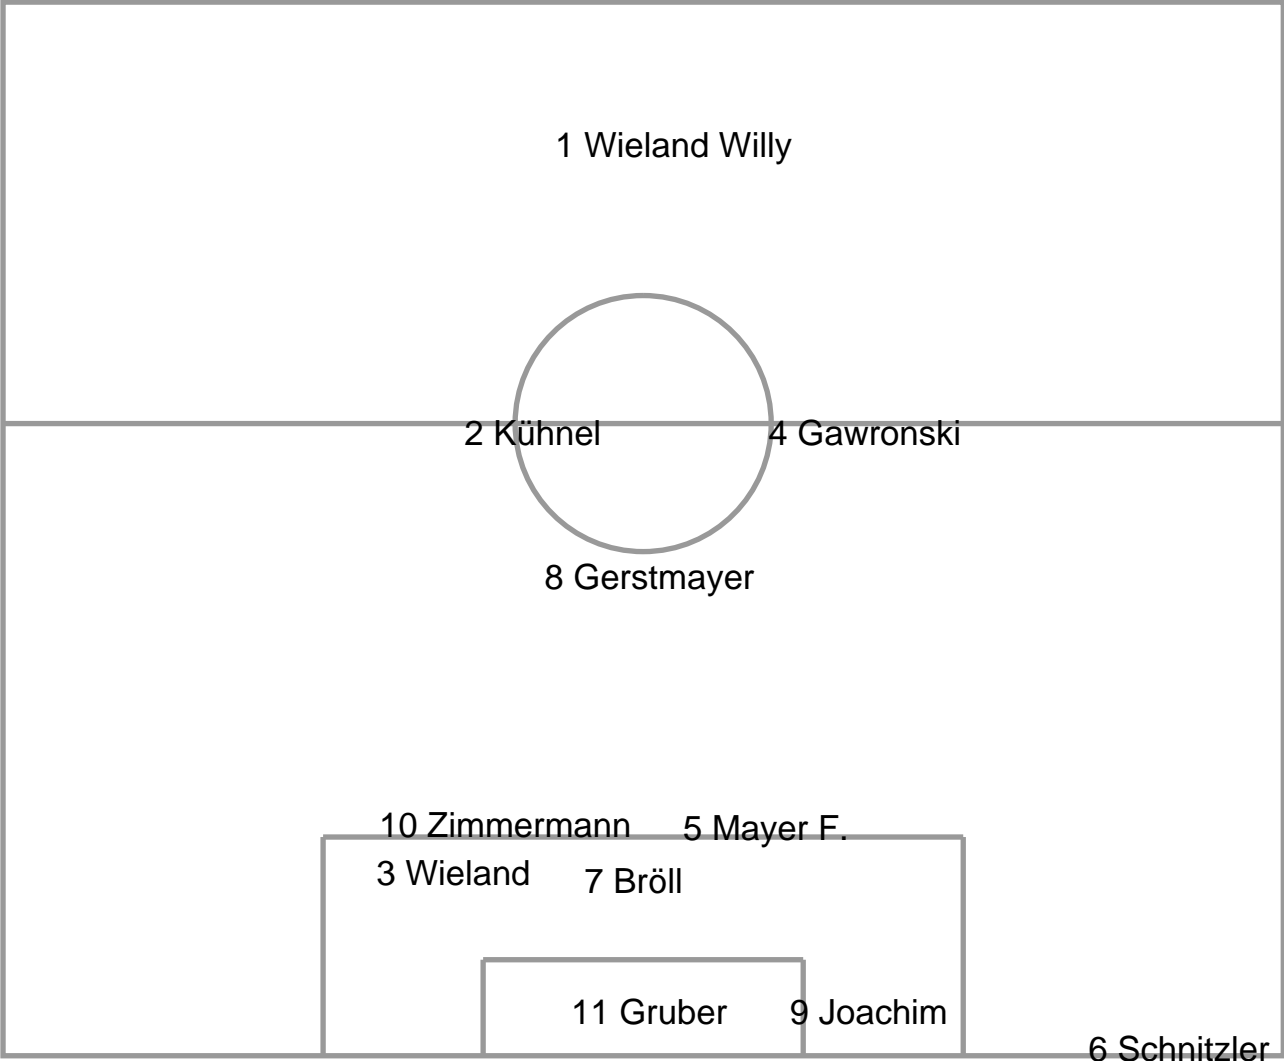 1 Wieland Willy
2 Kühnel
4 Gawronski
8 Gerstmayer
10 Zimmermann
5 Mayer F.
3 Wieland
7 Bröll
11 Gruber
9 Joachim
6 Schnitzler